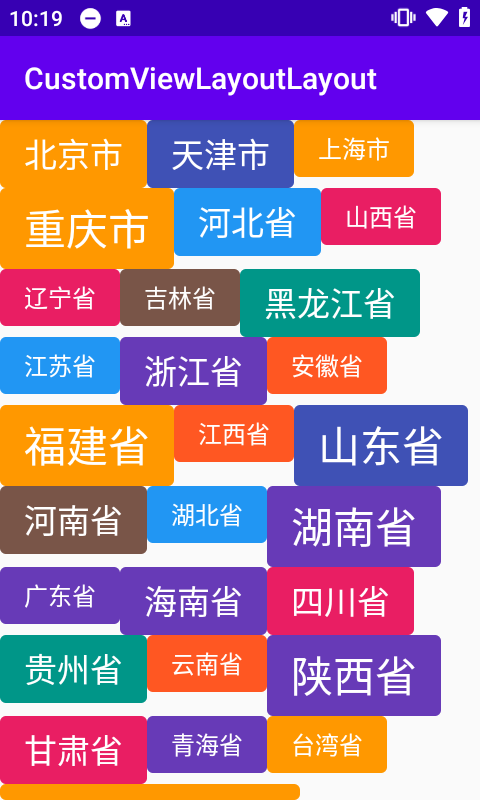 10:19
CustomViewLayoutLayout
北京市 天津市 上海市
重庆市 河北省 山西省
辽宁省 吉林省 黑龙江省
江苏省 浙江省 安徽省
福建省 江西省 山东省
河南省 湖北省 湖南省
广东省 海南省 四川省
贵州省 云南省 陕西省
甘肃省 青海省 台湾省